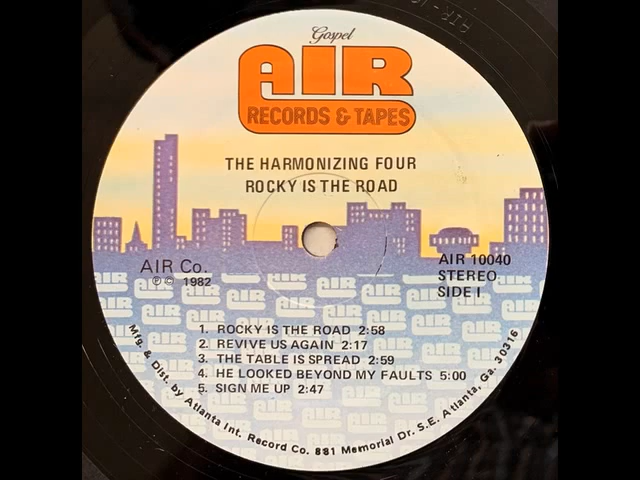 Gospel
AIR
RECORDS & TAPES
THE HARMONIZING FOUR
ROCKY IS THE ROAD
AIR Co.
℗ © 1982
AIR 10040
STEREO
SIDE I
1. ROCKY IS THE ROAD 2:58
2. REVIVE US AGAIN 2:17
3. THE TABLE IS SPREAD 2:59
4. HE LOOKED BEYOND MY FAULTS 5:00
5. SIGN ME UP 2:47
Mfg. & Dist. by Atlanta Int. Record Co. 881 Memorial Dr. S.E. Atlanta, Ga. 30316